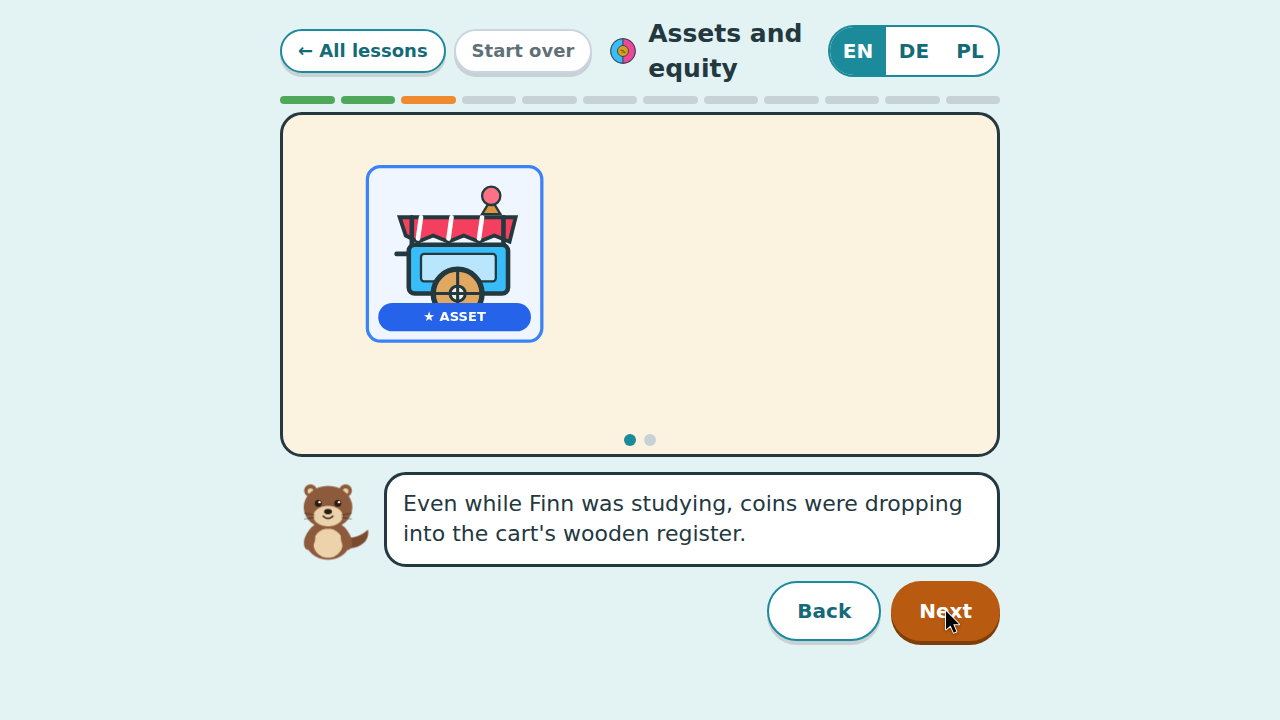 ← All lessons
Start over
Assets and
equity
EN DE PL
★ ASSET
Even while Finn was studying, coins were dropping
into the cart's wooden register.
Back
Next